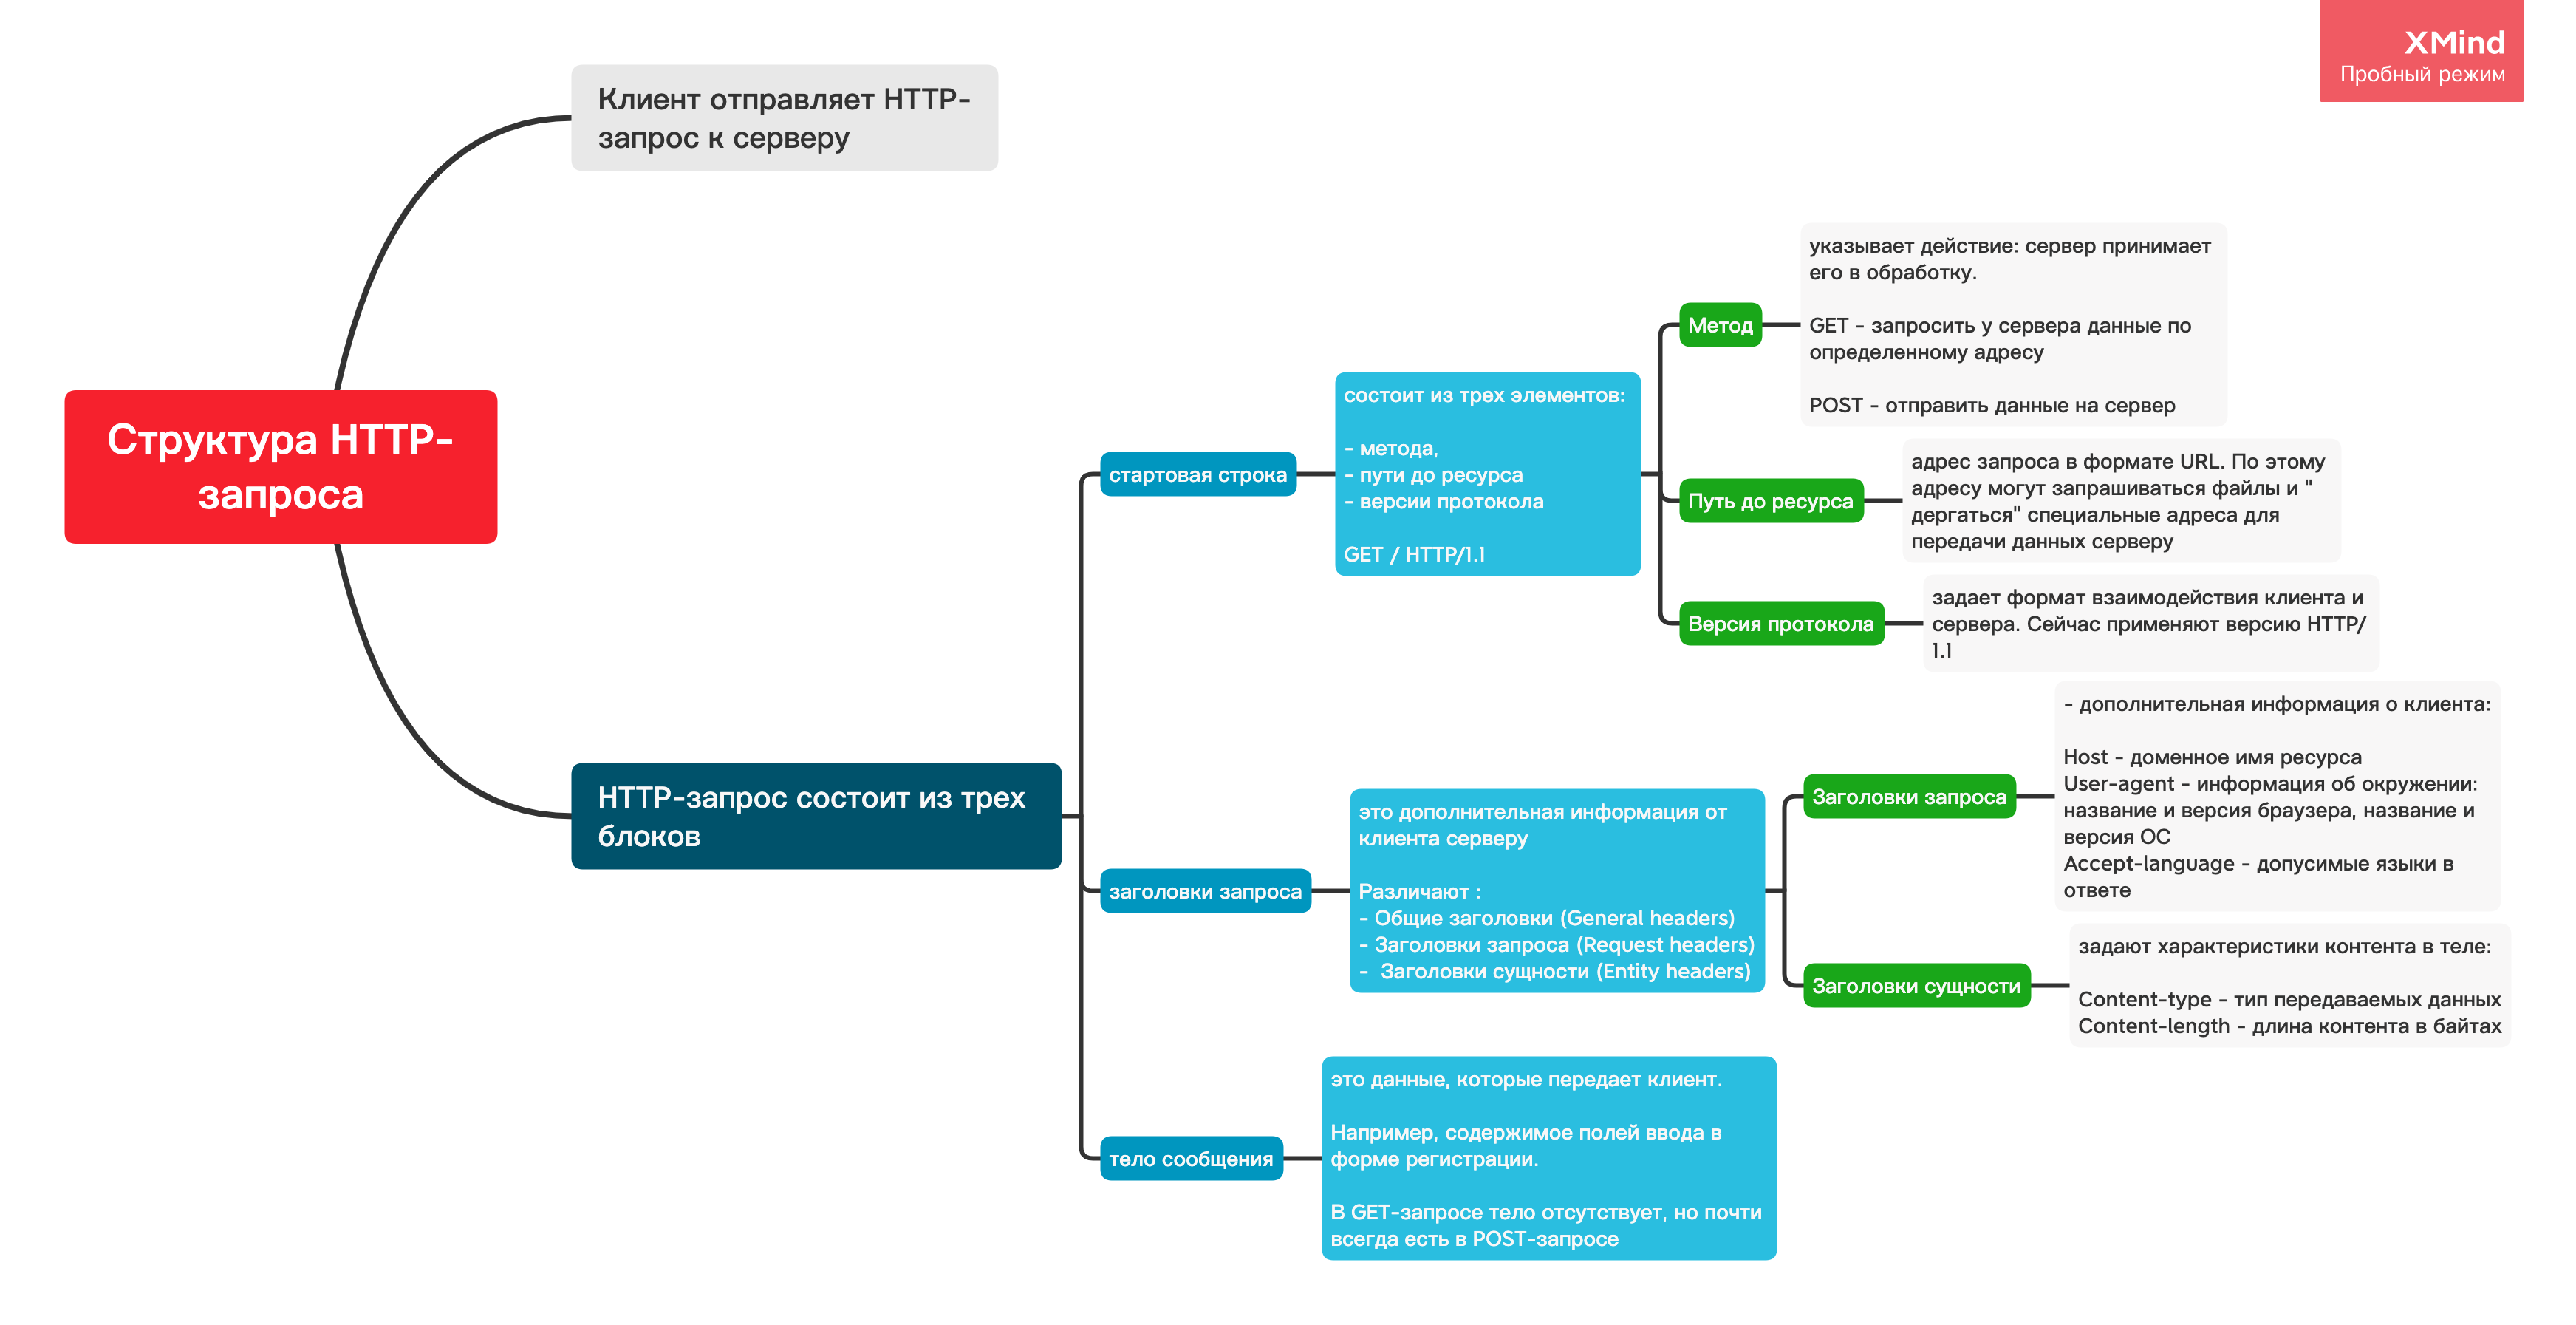 XMind
Пробный режим
Клиент отправляет HTTP-
запрос к серверу
Структура HTTP-
запроса
HTTP-запрос состоит из трех
блоков
стартовая строка
состоит из трех элементов:
- метода,
- пути до ресурса
- версии протокола
GET / HTTP/1.1
Метод
указывает действие: сервер принимает
его в обработку.
GET - запросить у сервера данные по
определенному адресу
POST - отправить данные на сервер
Путь до ресурса
адрес запроса в формате URL. По этому
адресу могут запрашиваться файлы и "
дергаться" специальные адреса для
передачи данных серверу
Версия протокола
задает формат взаимодействия клиента и
сервера. Сейчас применяют версию HTTP/
1.1
заголовки запроса
это дополнительная информация от
клиента серверу
Различают :
- Общие заголовки (General headers)
- Заголовки запроса (Request headers)
-  Заголовки сущности (Entity headers)
Заголовки запроса
- дополнительная информация о клиента:
Host - доменное имя ресурса
User-agent - информация об окружении:
название и версия браузера, название и
версия ОС
Accept-language - допусимые языки в
ответе
Заголовки сущности
задают характеристики контента в теле:
Content-type - тип передаваемых данных
Content-length - длина контента в байтах
тело сообщения
это данные, которые передает клиент.
Например, содержимое полей ввода в
форме регистрации.
В GET-запросе тело отсутствует, но почти
всегда есть в POST-запросе